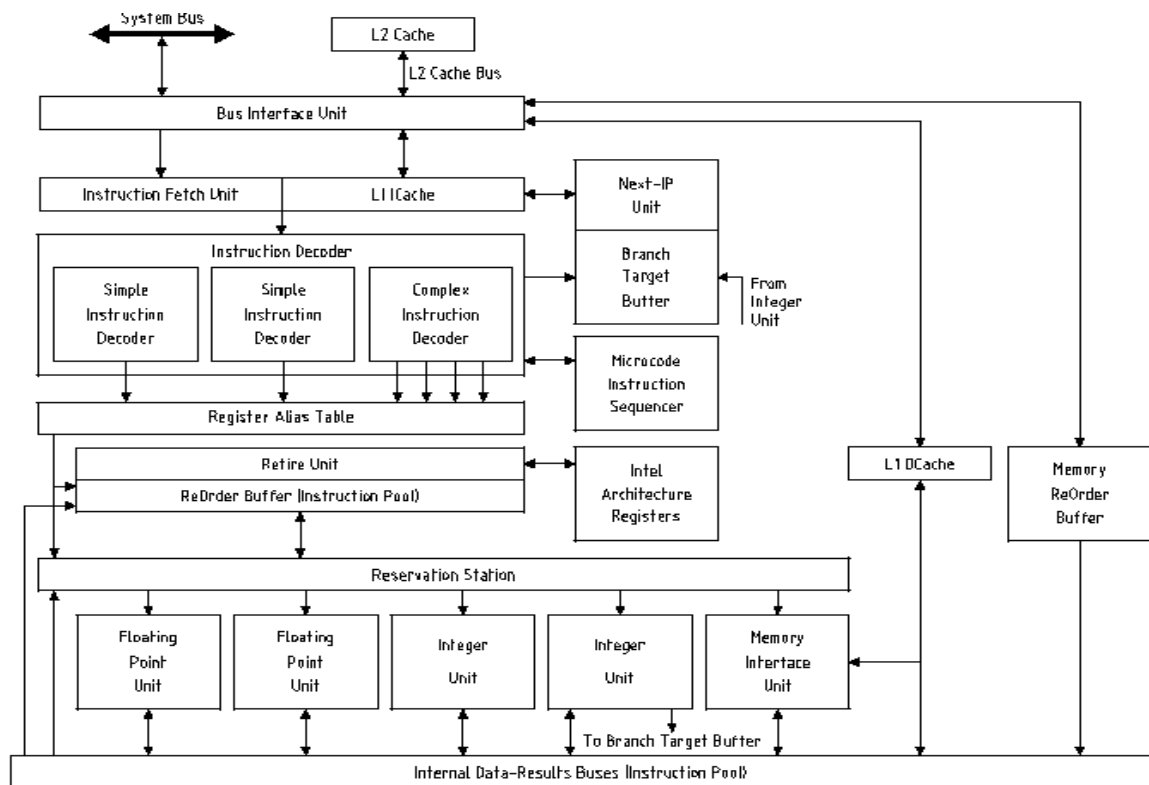 System Bus
L2 Cache
L2 Cache Bus
Bus Interface Unit
Instruction Fetch Unit
L1 ICache
Next-IP
Unit
Instruction Decoder
Branch
Target
Butter
From
Integer
Unit
Simple
Instruction
Decoder
Simple
Instruction
Decoder
Complex
Instruction
Decoder
Microcode
Instruction
Sequencer
Register Alias Table
Retire Unit
ReOrder Buffer (Instruction Pool)
Intel
Architecture
Registers
L1 DCache
Memory
ReOrder
Buffer
Reservation Station
Floating
Point
Unit
Floating
Point
Unit
Integer
Unit
Integer
Unit
Memory
Interface
Unit
To Branch Target Buffer
Internal Data-Results Buses (Instruction Pool)